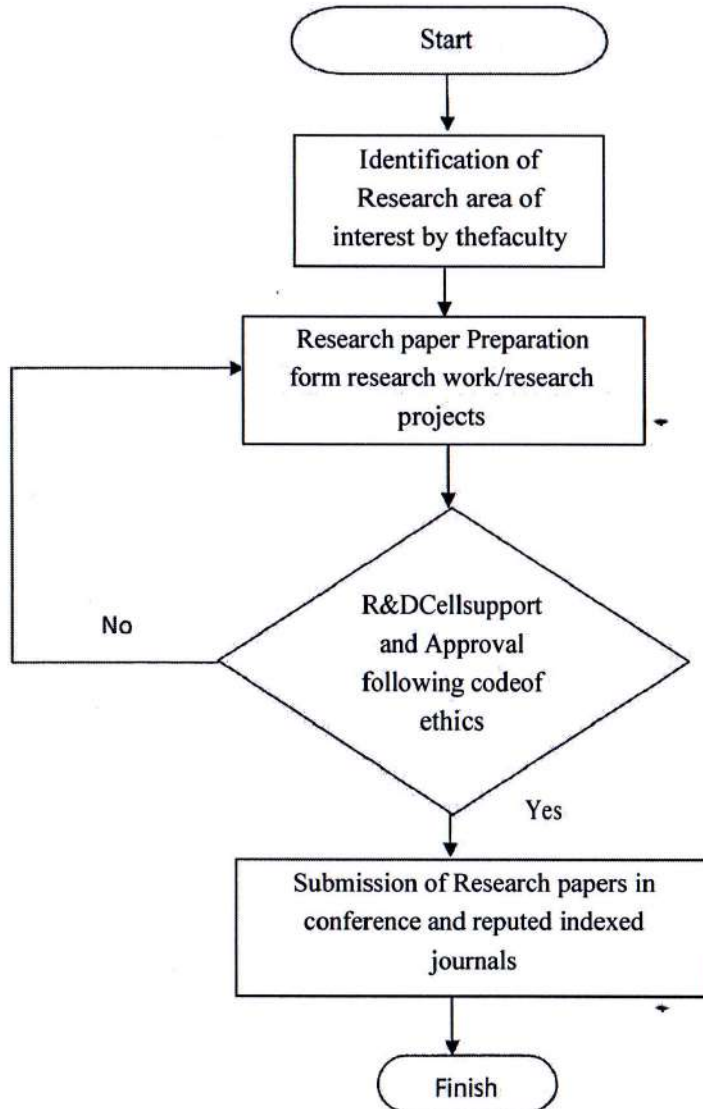 Start
Identification of
Research area of
interest by thefaculty
Research paper Preparation
form research work/research
projects
R&DCellsupport
and Approval
following codeof
ethics
No
Yes
Submission of Research papers in
conference and reputed indexed
journals
Finish